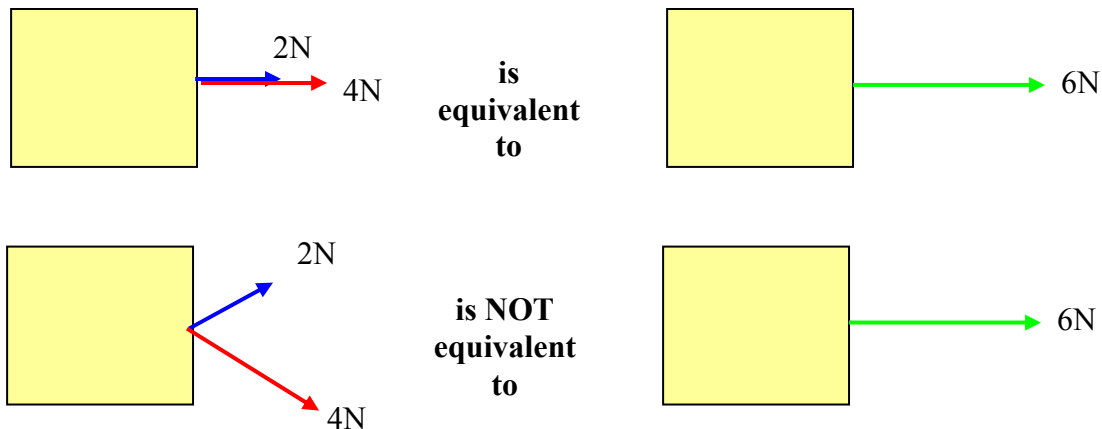 2N
4N
is
equivalent
to
6N
2N
4N
is NOT
equivalent
to
6N